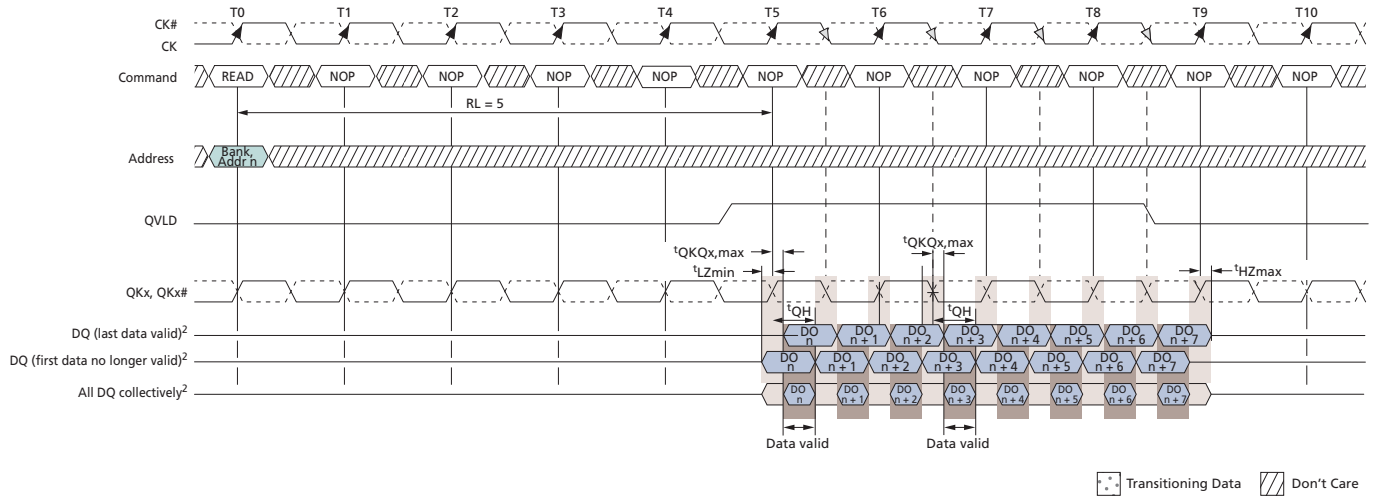 T0 T1 T2 T3 T4 T5 T6 T7 T8 T9 T10
CK#
CK
Command READ NOP NOP NOP NOP NOP NOP NOP NOP NOP NOP
RL = 5
Address Bank, Addr n
QVLD
tQKQx,max tQKQx,max
tLZmin tHZmax
QKx, QKx#
tQH tQH
DQ (last data valid)2 DO n DO n + 1 DO n + 2 DO n + 3 DO n + 4 DO n + 5 DO n + 6 DO n + 7
DQ (first data no longer valid)2 DO n DO n + 1 DO n + 2 DO n + 3 DO n + 4 DO n + 5 DO n + 6 DO n + 7
All DQ collectively2 DO n DO n + 1 DO n + 2 DO n + 3 DO n + 4 DO n + 5 DO n + 6 DO n + 7
Data valid Data valid
Transitioning Data Don't Care